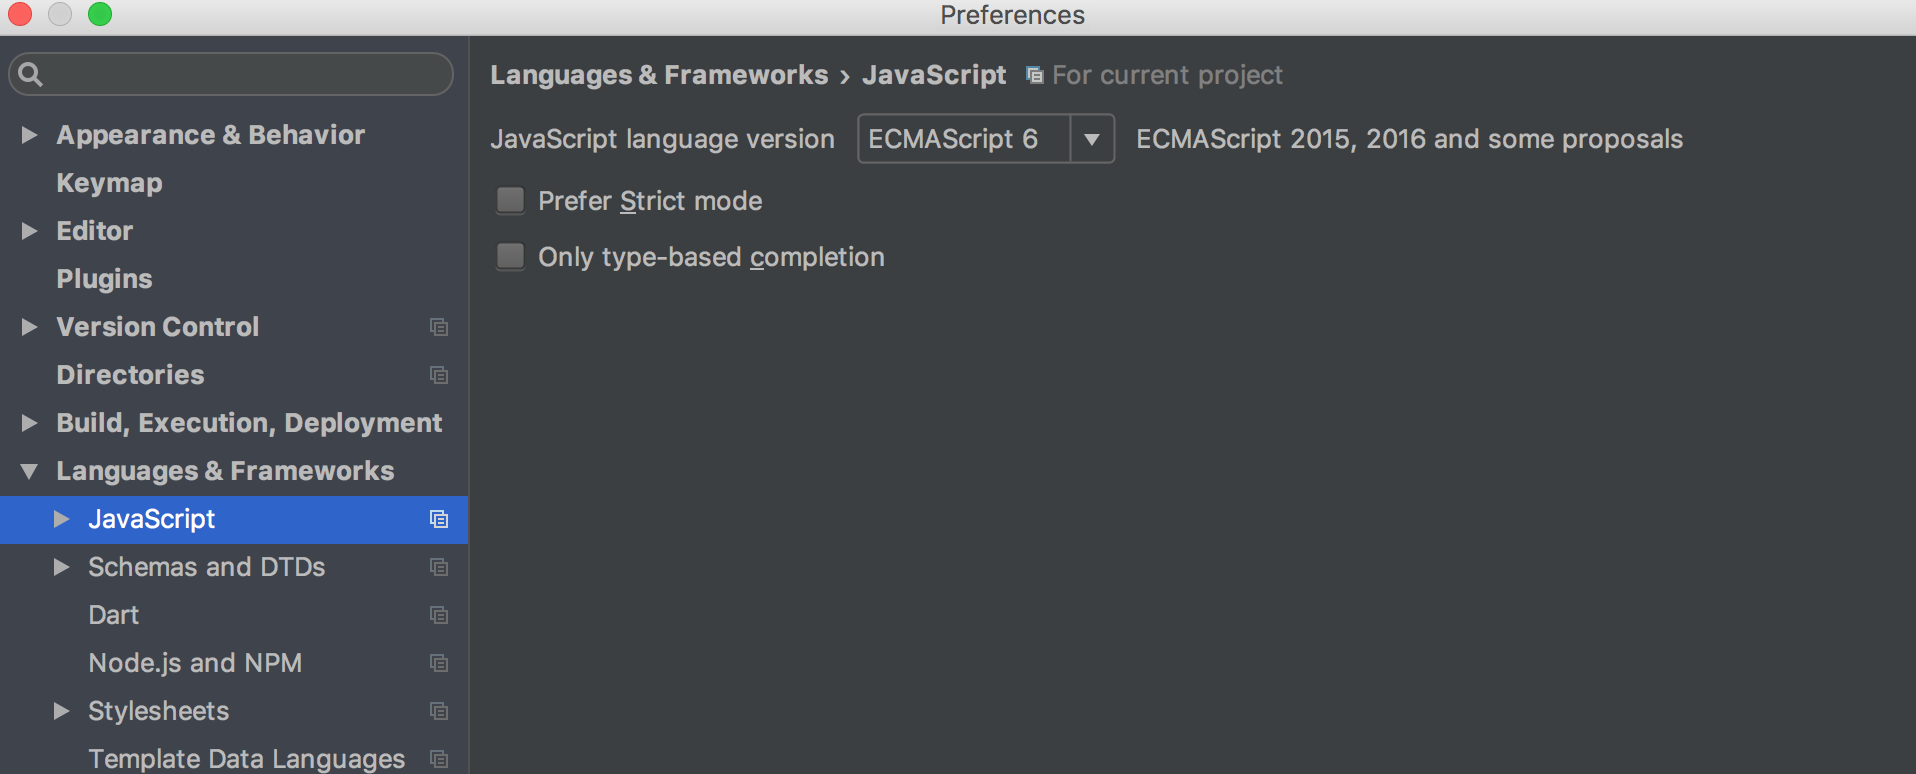 Preferences
Languages & Frameworks › JavaScript For current project
JavaScript language version ECMAScript 6 ECMAScript 2015, 2016 and some proposals
Prefer Strict mode
Only type-based completion
Appearance & Behavior
Keymap
Editor
Plugins
Version Control
Directories
Build, Execution, Deployment
Languages & Frameworks
JavaScript
Schemas and DTDs
Dart
Node.js and NPM
Stylesheets
Template Data Languages